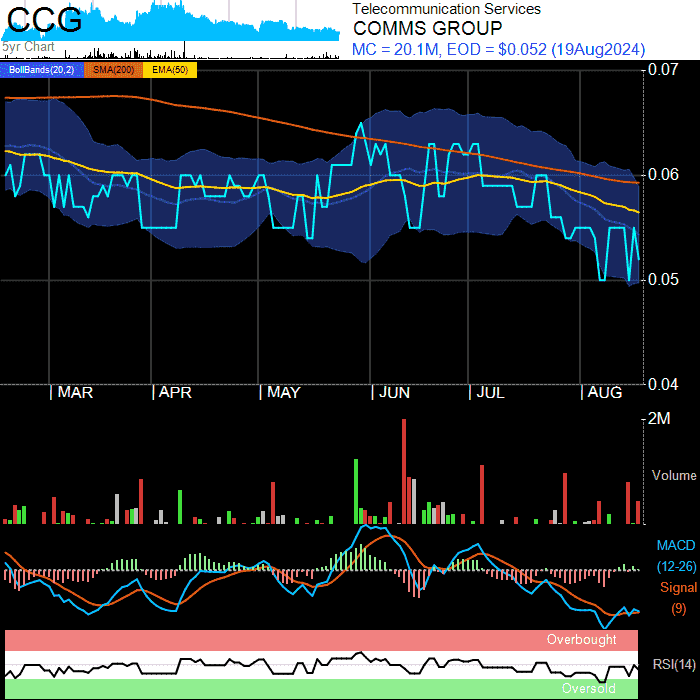 CCG
5yr Chart
Telecommunication Services
COMMS GROUP
MC = 20.1M, EOD = $0.052 (19Aug2024)
BollBands(20,2) SMA(200) EMA(50)
0.07
0.06
0.05
0.04
MAR APR MAY JUN JUL AUG
2M
Volume
MACD
(12-26)
Signal
(9)
Overbought
RSI(14)
Oversold